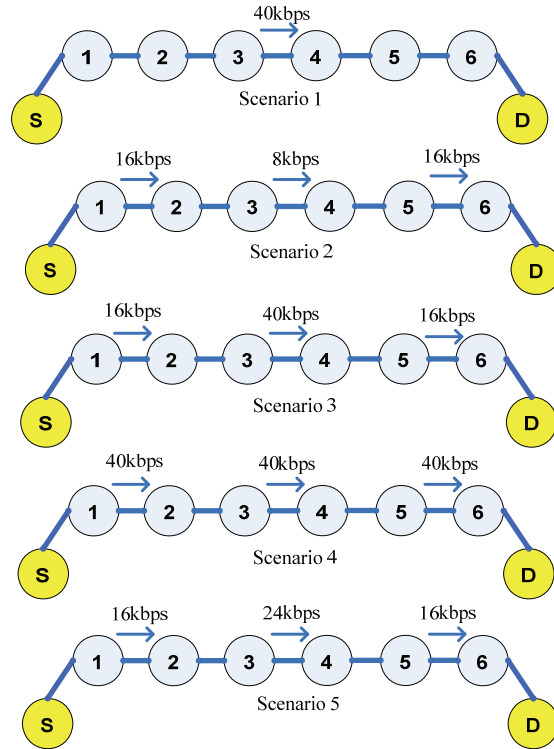 40kbps
1 2 3 4 5 6
S D
Scenario 1
16kbps 8kbps 16kbps
1 2 3 4 5 6
Scenario 2
S D
16kbps 40kbps 16kbps
1 2 3 4 5 6
Scenario 3
S D
40kbps 40kbps 40kbps
1 2 3 4 5 6
Scenario 4
S D
16kbps 24kbps 16kbps
1 2 3 4 5 6
Scenario 5
S D